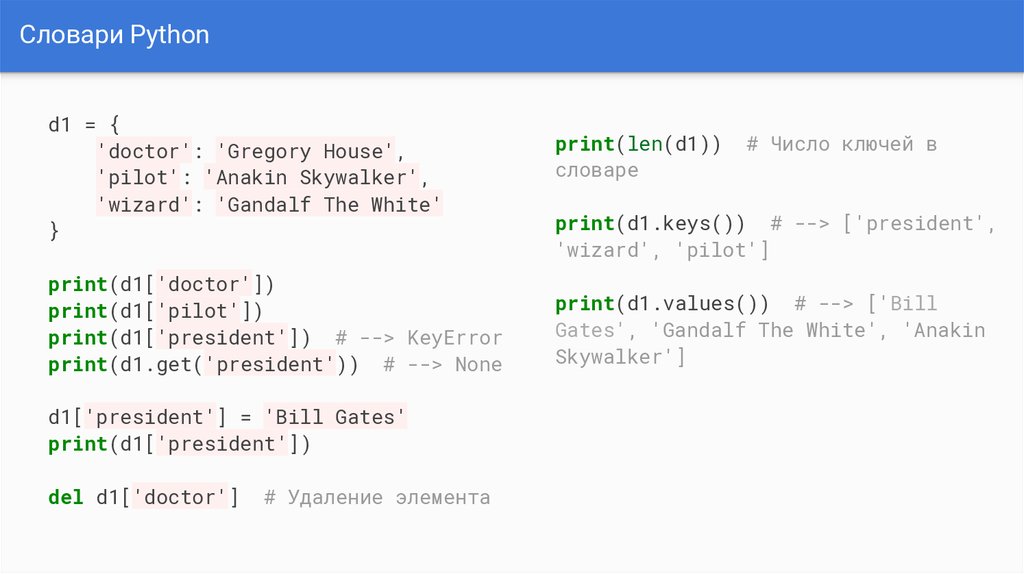 Словари Python
d1 = {
    'doctor': 'Gregory House',
    'pilot': 'Anakin Skywalker',
    'wizard': 'Gandalf The White'
}
print(d1['doctor'])
print(d1['pilot'])
print(d1['president'])  # --> KeyError
print(d1.get('president'))  # --> None
d1['president'] = 'Bill Gates'
print(d1['president'])
del d1['doctor']  # Удаление элемента
print(len(d1))  # Число ключей в
словаре
print(d1.keys())  # --> ['president',
'wizard', 'pilot']
print(d1.values())  # --> ['Bill
Gates', 'Gandalf The White', 'Anakin
Skywalker']